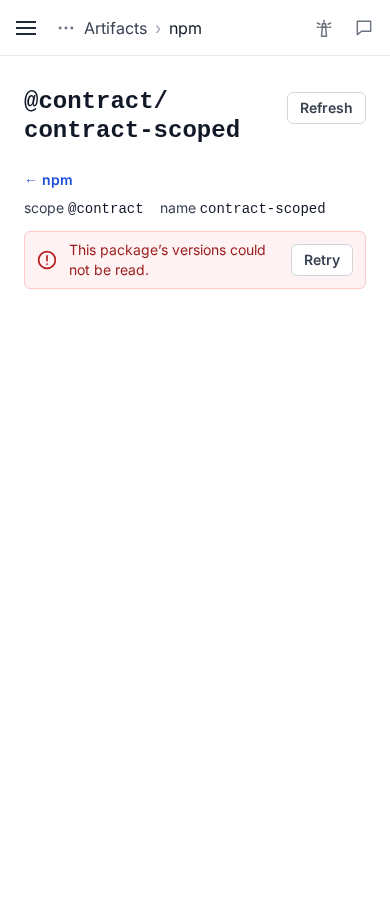 Artifacts › npm
@contract/
contract-scoped
Refresh
← npm
scope @contract name contract-scoped
This package’s versions could
not be read.
Retry